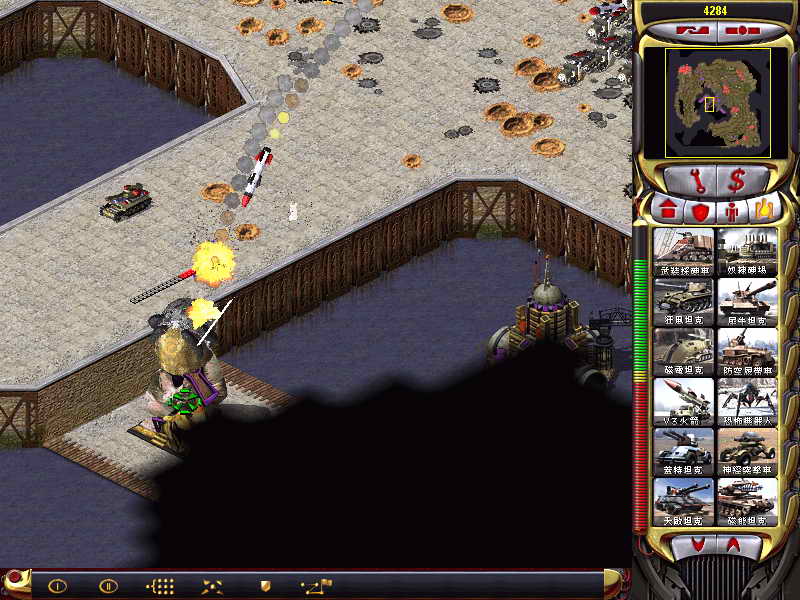 4284
武裝採礦車
奴隸礦場
狂風坦克
犀牛坦克
磁電坦克
防空履帶車
V3火箭
恐怖機器人
蓋特坦克
神經突擊車
天啟坦克
磁能坦克